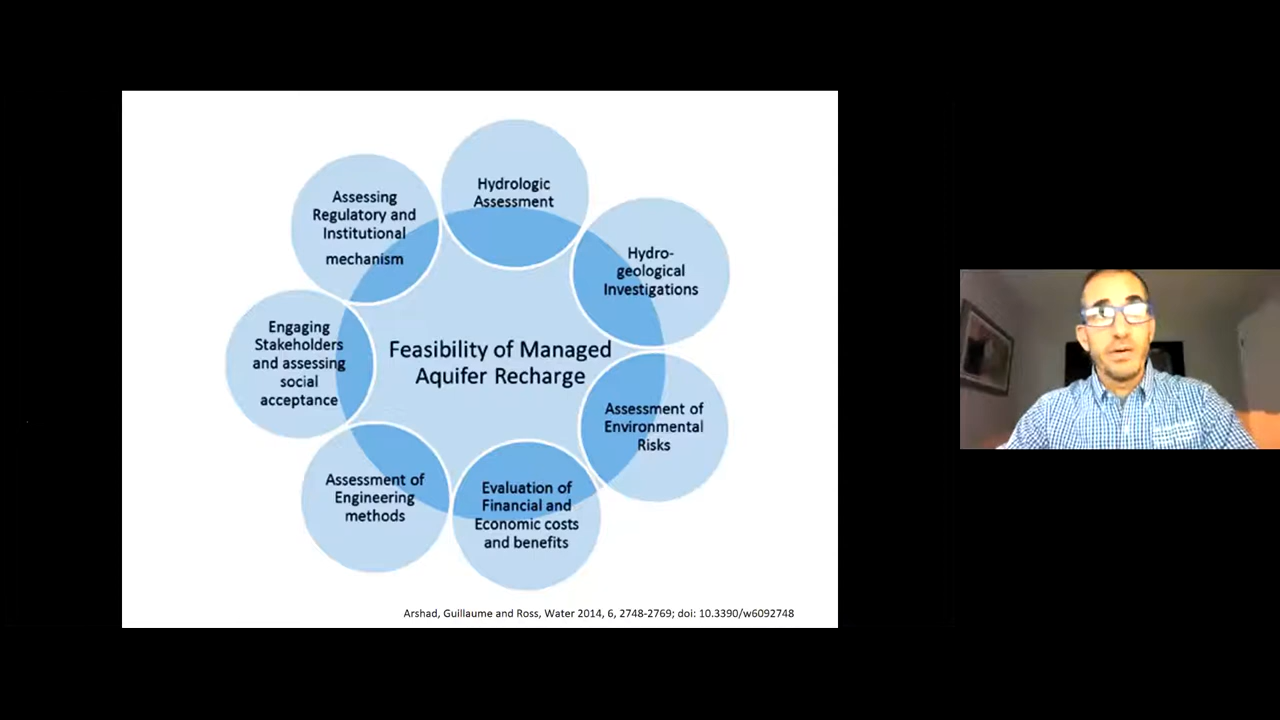 Hydrologic
Assessment
Hydro-
geological
Investigations
Assessment of
Environmental
Risks
Evaluation of
Financial and
Economic costs
and benefits
Assessment of
Engineering
methods
Engaging
Stakeholders
and assessing
social
acceptance
Assessing
Regulatory and
Institutional
mechanism
Feasibility of Managed
Aquifer Recharge
Arshad, Guillaume and Ross, Water 2014, 6, 2748-2769; doi: 10.3390/w6092748